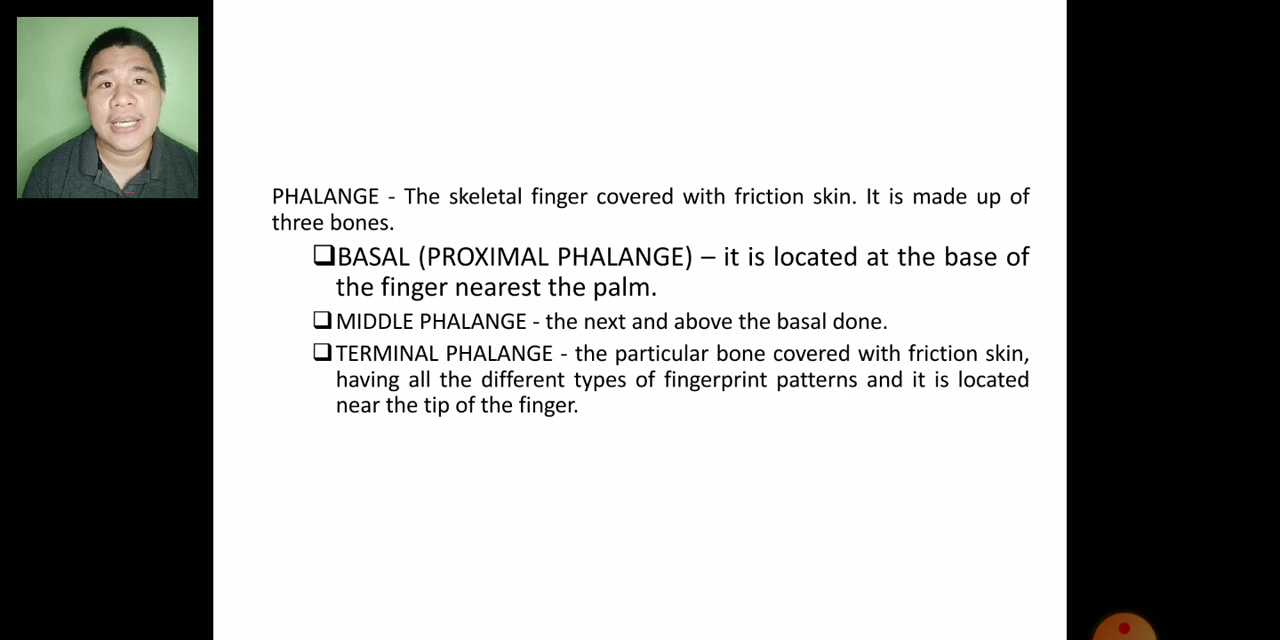 PHALANGE - The skeletal finger covered with friction skin. It is made up of
three bones.
❑BASAL (PROXIMAL PHALANGE) – it is located at the base of
the finger nearest the palm.
❑MIDDLE PHALANGE - the next and above the basal done.
❑TERMINAL PHALANGE - the particular bone covered with friction skin,
having all the different types of fingerprint patterns and it is located
near the tip of the finger.